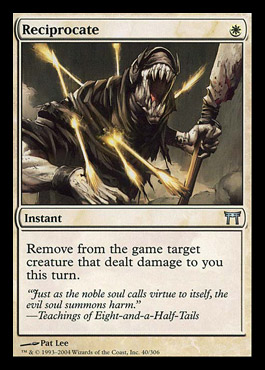 Reciprocate
Instant
Remove from the game target
creature that dealt damage to you
this turn.
"Just as the noble soul calls virtue to itself, the
evil soul summons harm."
—Teachings of Eight-and-a-Half-Tails
Pat Lee
™ & © 1993–2004 Wizards of the Coast, Inc. 40/306